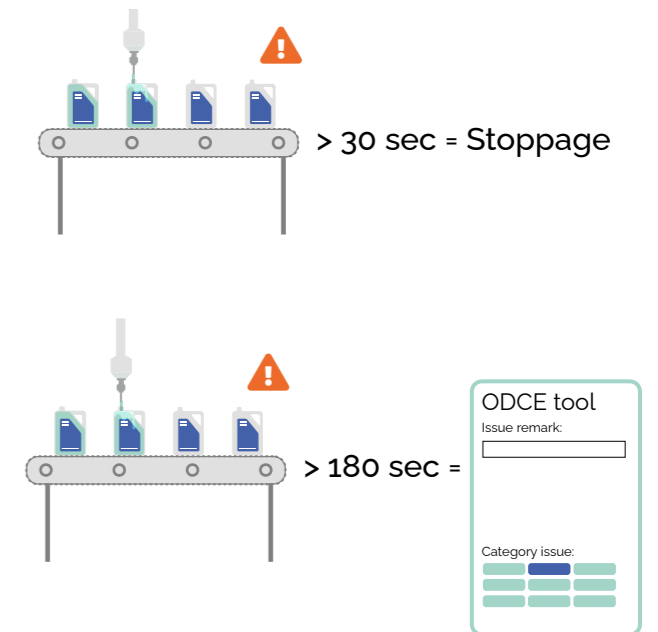 > 30 sec = Stoppage
> 180 sec =
ODCE tool
Issue remark:
Category issue: